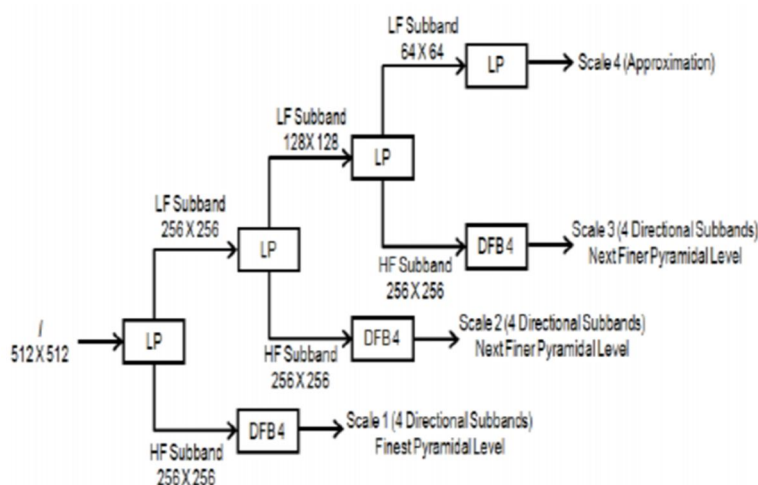 LF Subband
64 X 64
LP
Scale 4 (Approximation)
LF Subband
128X 128
LP
LF Subband
256 X 256
DFB 4
Scale 3 (4 Directional Subbands)
Next Finer Pyramidal Level
LP
HF Subband
256 X 256
I
512 X 512
LP
DFB 4
Scale 2 (4 Directional Subbands)
Next Finer Pyramidal Level
HF Subband
256 X 256
DFB 4
Scale 1 (4 Directional Subbands)
Finest Pyramidal Level
HF Subband
256 X 256